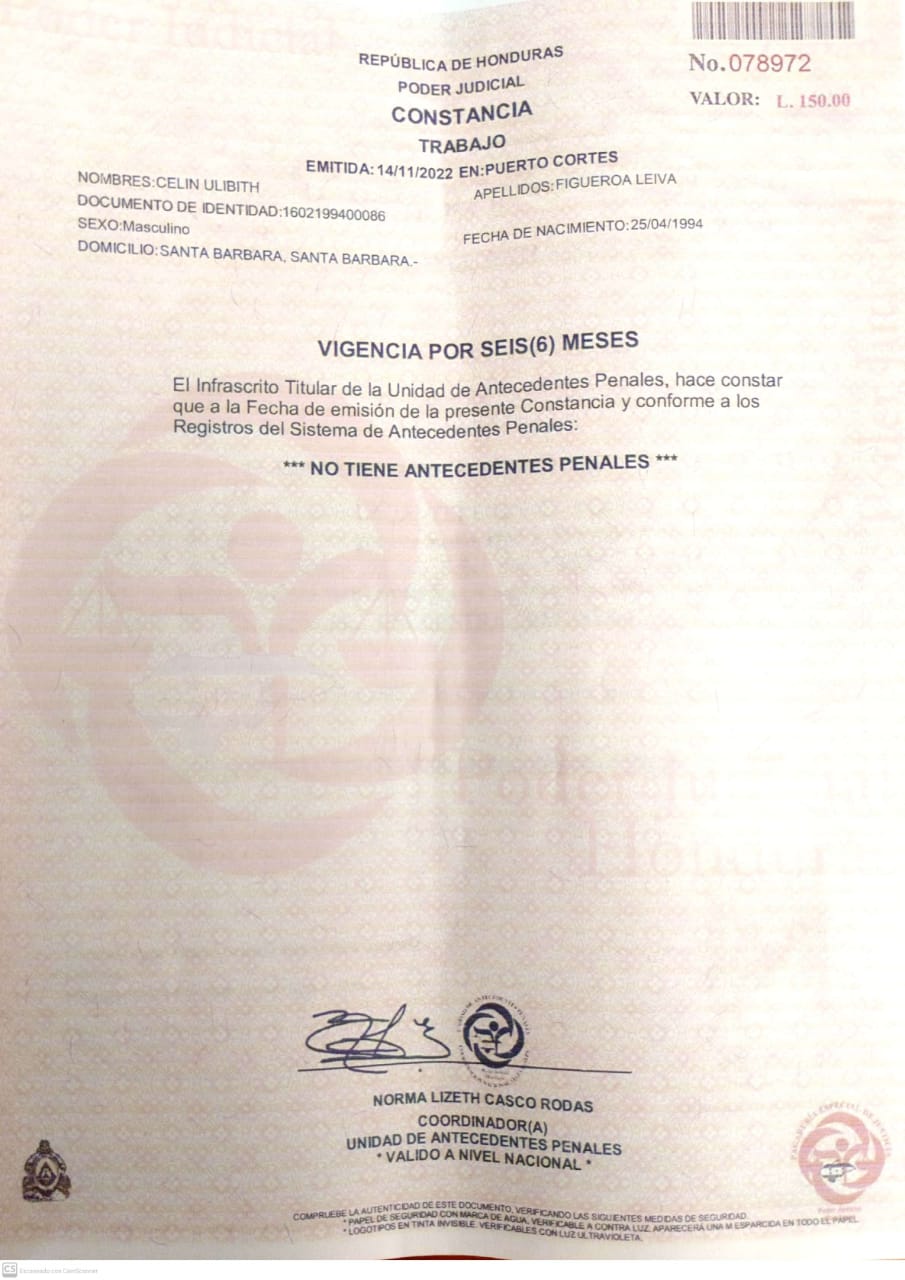 No.078972
VALOR: L. 150.00
REPÚBLICA DE HONDURAS
PODER JUDICIAL
CONSTANCIA
TRABAJO
EMITIDA:14/11/2022 EN:PUERTO CORTES
NOMBRES:CELIN ULIBITH
APELLIDOS:FIGUEROA LEIVA
DOCUMENTO DE IDENTIDAD:1602199400086
SEXO:Masculino
FECHA DE NACIMIENTO:25/04/1994
DOMICILIO:SANTA BARBARA, SANTA BARBARA.-
VIGENCIA POR SEIS(6) MESES
El Infrascrito Titular de la Unidad de Antecedentes Penales, hace constar
que a la Fecha de emisión de la presente Constancia y conforme a los
Registros del Sistema de Antecedentes Penales:
*** NO TIENE ANTECEDENTES PENALES ***
Poder Ju
Hondur
NORMA LIZETH CASCO RODAS
COORDINADOR(A)
UNIDAD DE ANTECEDENTES PENALES
* VALIDO A NIVEL NACIONAL *
COMPRUEBE LA AUTENTICIDAD DE ESTE DOCUMENTO, VERIFICANDO LAS SIGUIENTES MEDIDAS DE SEGURIDAD.
* PAPEL DE SEGURIDAD CON MARCA DE AGUA, VERIFICABLE A CONTRA LUZ, APARECERÁ UNA M ESPARCIDA EN TODO EL PAPEL.
* LOGOTIPOS EN TINTA INVISIBLE. VERIFICABLES CON LUZ ULTRAVIOLETA.
CS Escaneado con CamScanner